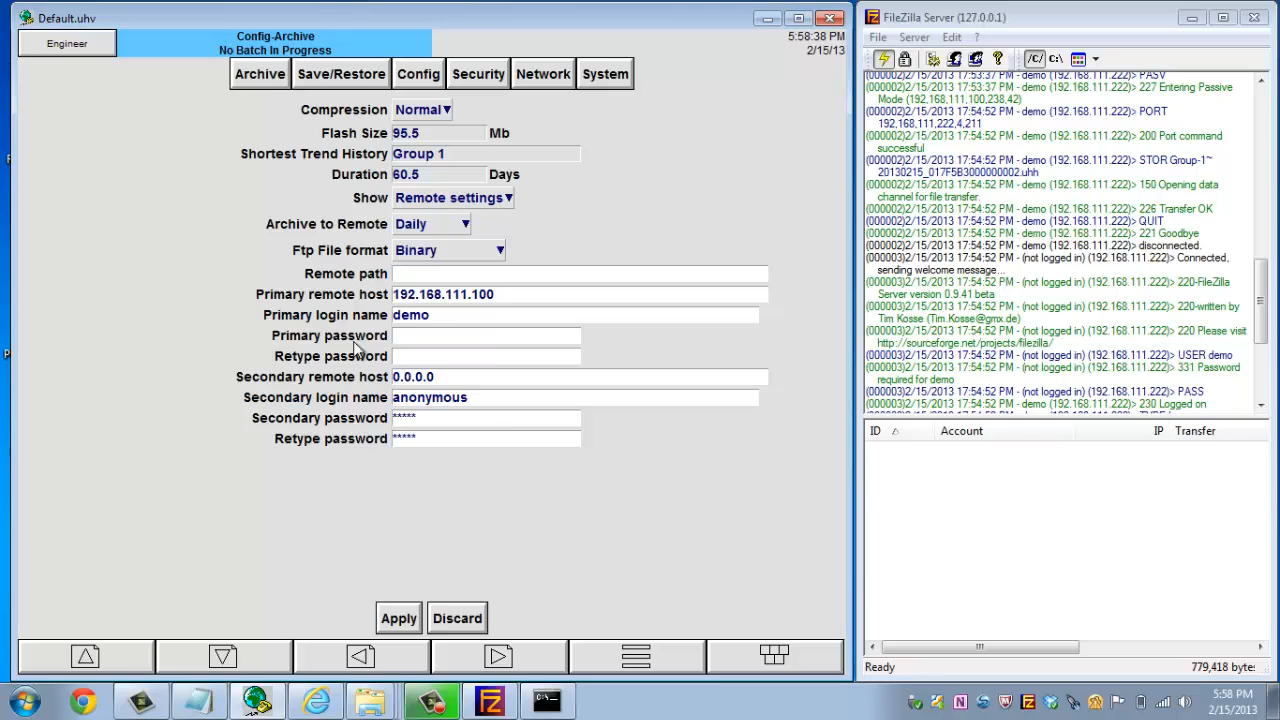 Default.uhv
Engineer
Config-Archive
No Batch In Progress
5:58:38 PM
2/15/13
Archive Save/Restore Config Security Network System
Compression Normal
Flash Size 95.5 Mb
Shortest Trend History Group 1
Duration 60.5 Days
Show Remote settings
Archive to Remote Daily
Ftp File format Binary
Remote path
Primary remote host 192.168.111.100
Primary login name demo
Primary password
Retype password
Secondary remote host 0.0.0.0
Secondary login name anonymous
Secondary password *****
Retype password *****
Apply Discard
FileZilla Server (127.0.0.1)
File Server Edit ?
/C/ C:\
(000002)2/15/2013 17:53:37 PM - demo (192.168.111.222)> PASV
(000002)2/15/2013 17:53:37 PM - demo (192.168.111.222)> 227 Entering Passive
Mode (192,168,111,100,238,42)
(000002)2/15/2013 17:54:52 PM - demo (192.168.111.222)> PORT
192,168,111,222,4,211
(000002)2/15/2013 17:54:52 PM - demo (192.168.111.222)> 200 Port command
successful
(000002)2/15/2013 17:54:52 PM - demo (192.168.111.222)> STOR Group-1~
20130215_017F5B3000000002.uhh
(000002)2/15/2013 17:54:52 PM - demo (192.168.111.222)> 150 Opening data
channel for file transfer.
(000002)2/15/2013 17:54:52 PM - demo (192.168.111.222)> 226 Transfer OK
(000002)2/15/2013 17:54:52 PM - demo (192.168.111.222)> QUIT
(000002)2/15/2013 17:54:52 PM - demo (192.168.111.222)> 221 Goodbye
(000002)2/15/2013 17:54:52 PM - demo (192.168.111.222)> disconnected.
(000003)2/15/2013 17:54:52 PM - (not logged in) (192.168.111.222)> Connected,
sending welcome message...
(000003)2/15/2013 17:54:52 PM - (not logged in) (192.168.111.222)> 220-FileZilla
Server version 0.9.41 beta
(000003)2/15/2013 17:54:52 PM - (not logged in) (192.168.111.222)> 220-written by
Tim Kosse (Tim.Kosse@gmx.de)
(000003)2/15/2013 17:54:52 PM - (not logged in) (192.168.111.222)> 220 Please visit
http://sourceforge.net/projects/filezilla/
(000003)2/15/2013 17:54:52 PM - (not logged in) (192.168.111.222)> USER demo
(000003)2/15/2013 17:54:52 PM - (not logged in) (192.168.111.222)> 331 Password
required for demo
(000003)2/15/2013 17:54:52 PM - (not logged in) (192.168.111.222)> PASS
(000003)2/15/2013 17:54:52 PM - demo (192.168.111.222)> 230 Logged on
ID Account IP Transfer
Ready 779,418 byte:
5:58 PM
2/15/2013